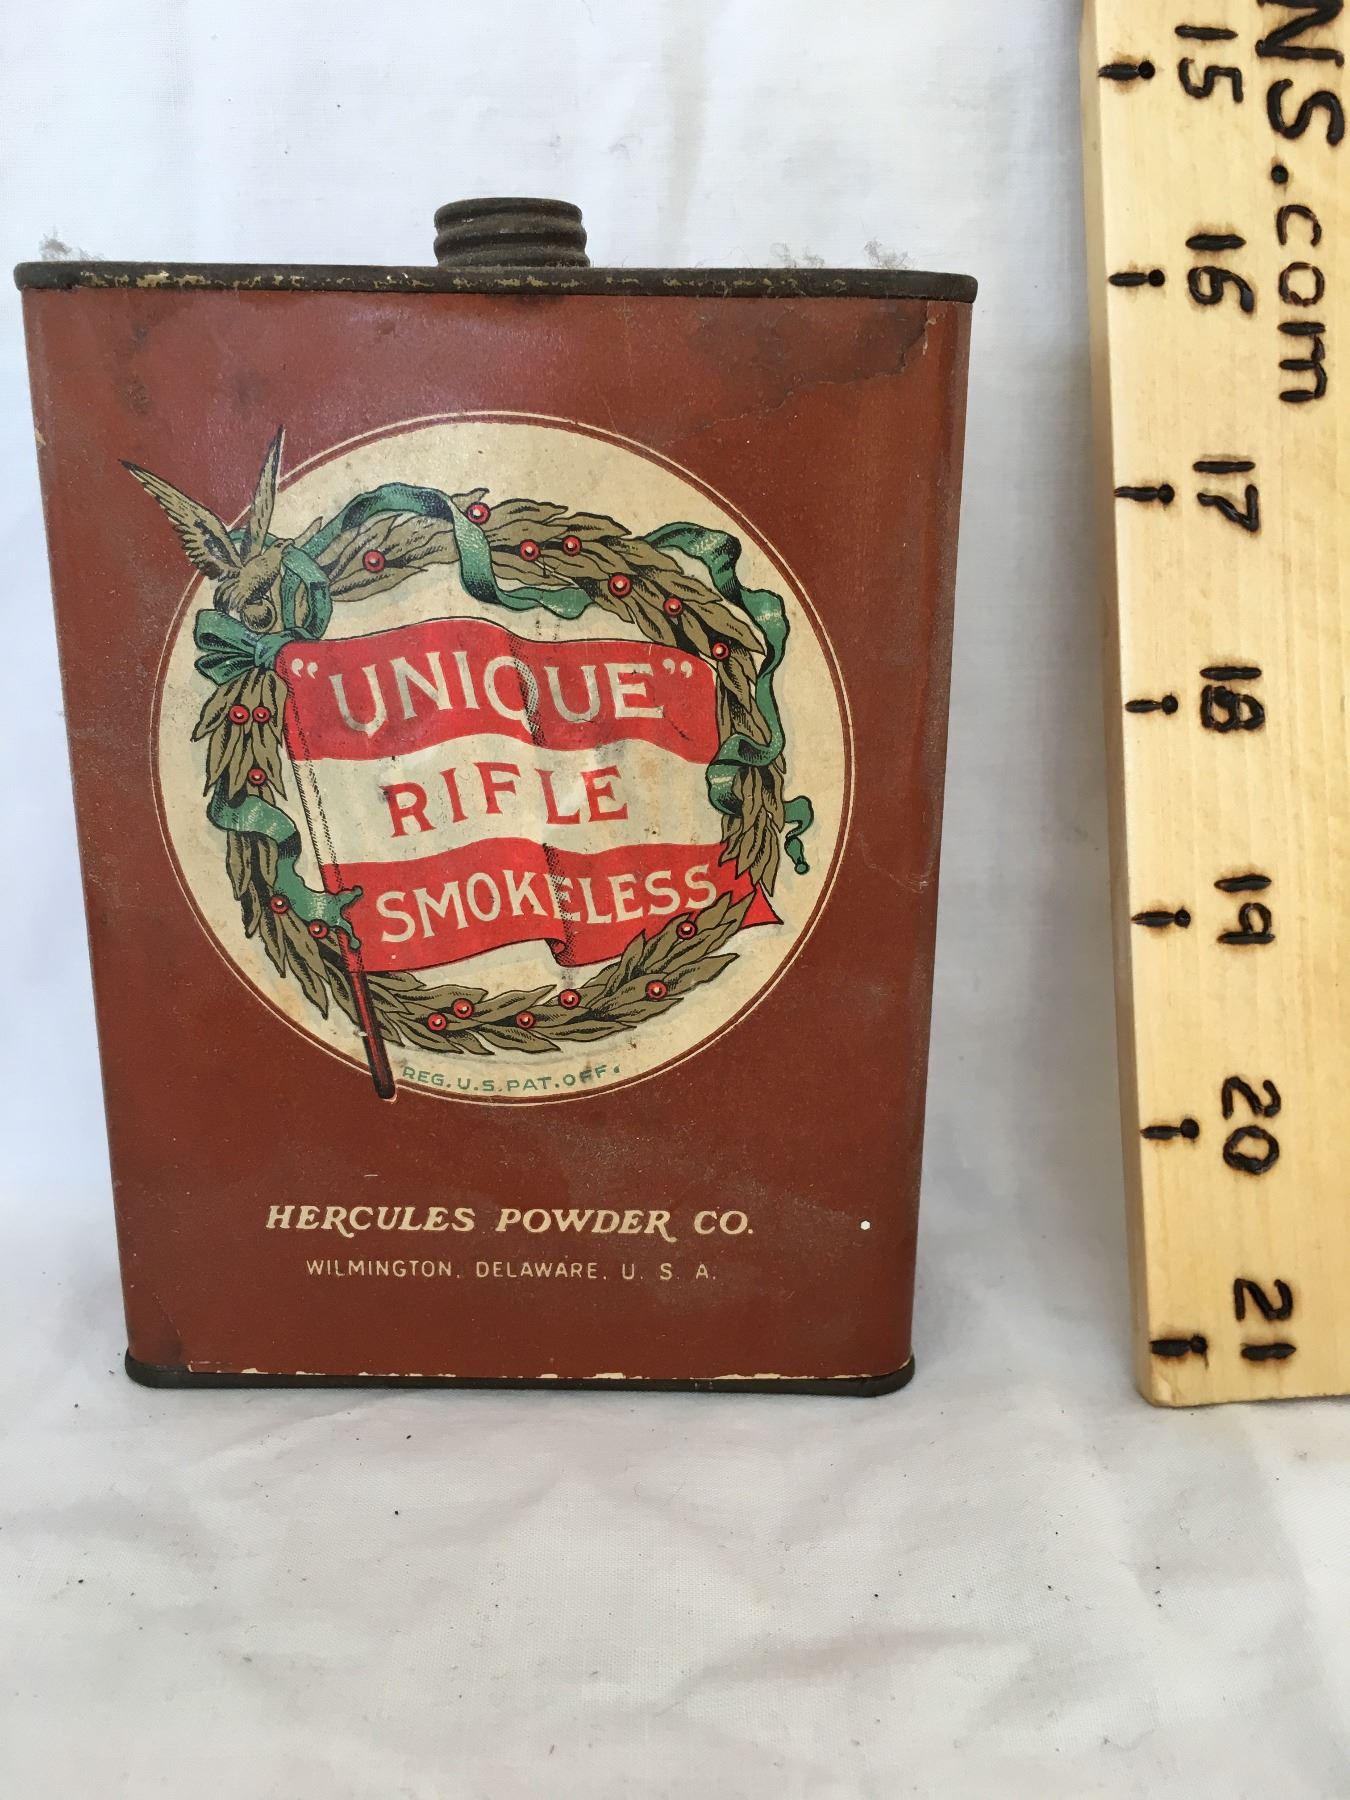 "UNIQUE"
RIFLE
SMOKELESS
REG. U.S. PAT. OFF.
HERCULES POWDER CO.
WILMINGTON, DELAWARE, U. S. A.
NS.com
15
16
17
18
19
20
21